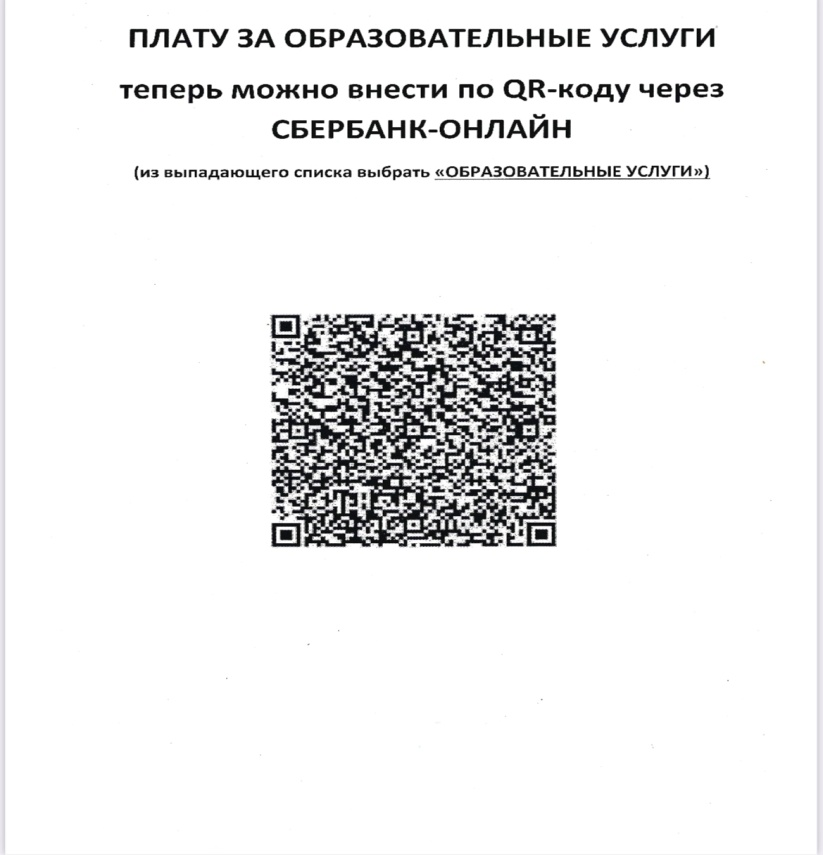 ПЛАТУ ЗА ОБРАЗОВАТЕЛЬНЫЕ УСЛУГИ
теперь можно внести по QR-коду через
СБЕРБАНК-ОНЛАЙН
(из выпадающего списка выбрать «ОБРАЗОВАТЕЛЬНЫЕ УСЛУГИ»)